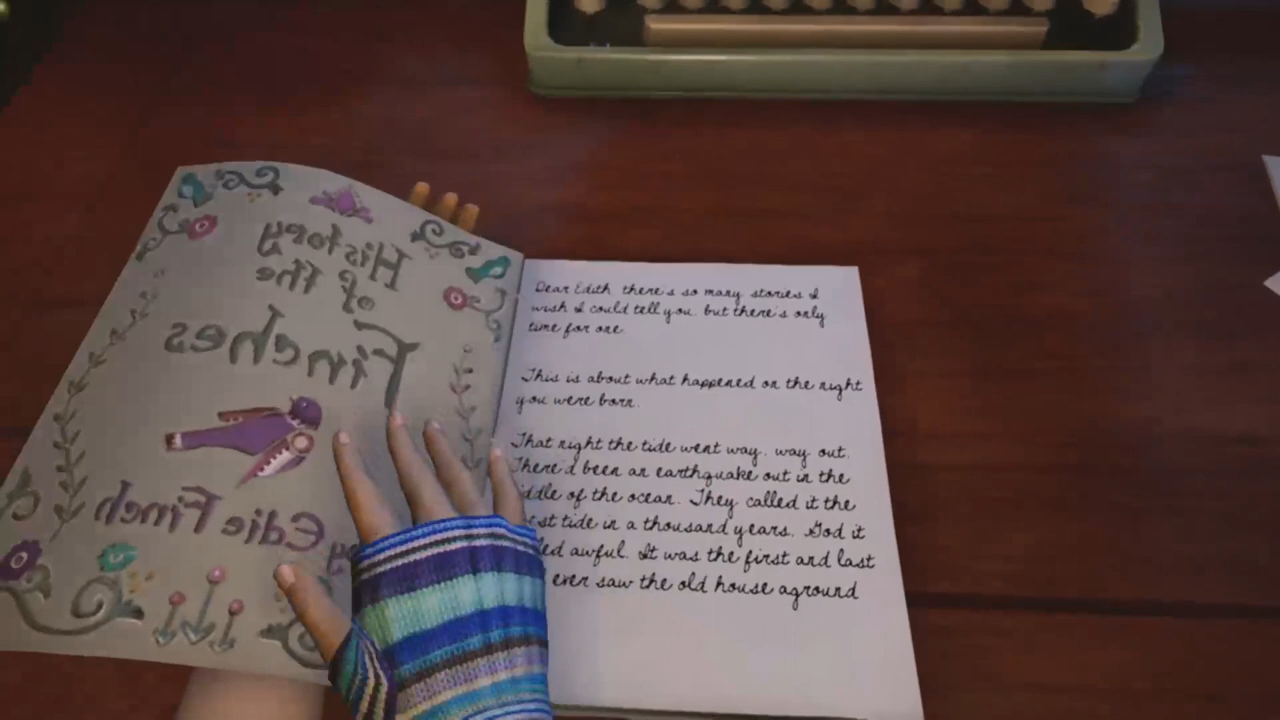 History
of the
Finches
Edie Finch
Dear Edith there's so many stories I
wish I could tell you. but there's only
time for one.
This is about what happened on the night
you were born.
That night the tide went way, way out.
There'd been an earthquake out in the
of the ocean. They called it the
tide in a thousand years. God it
awful. It was the first and last
ever saw the old house aground